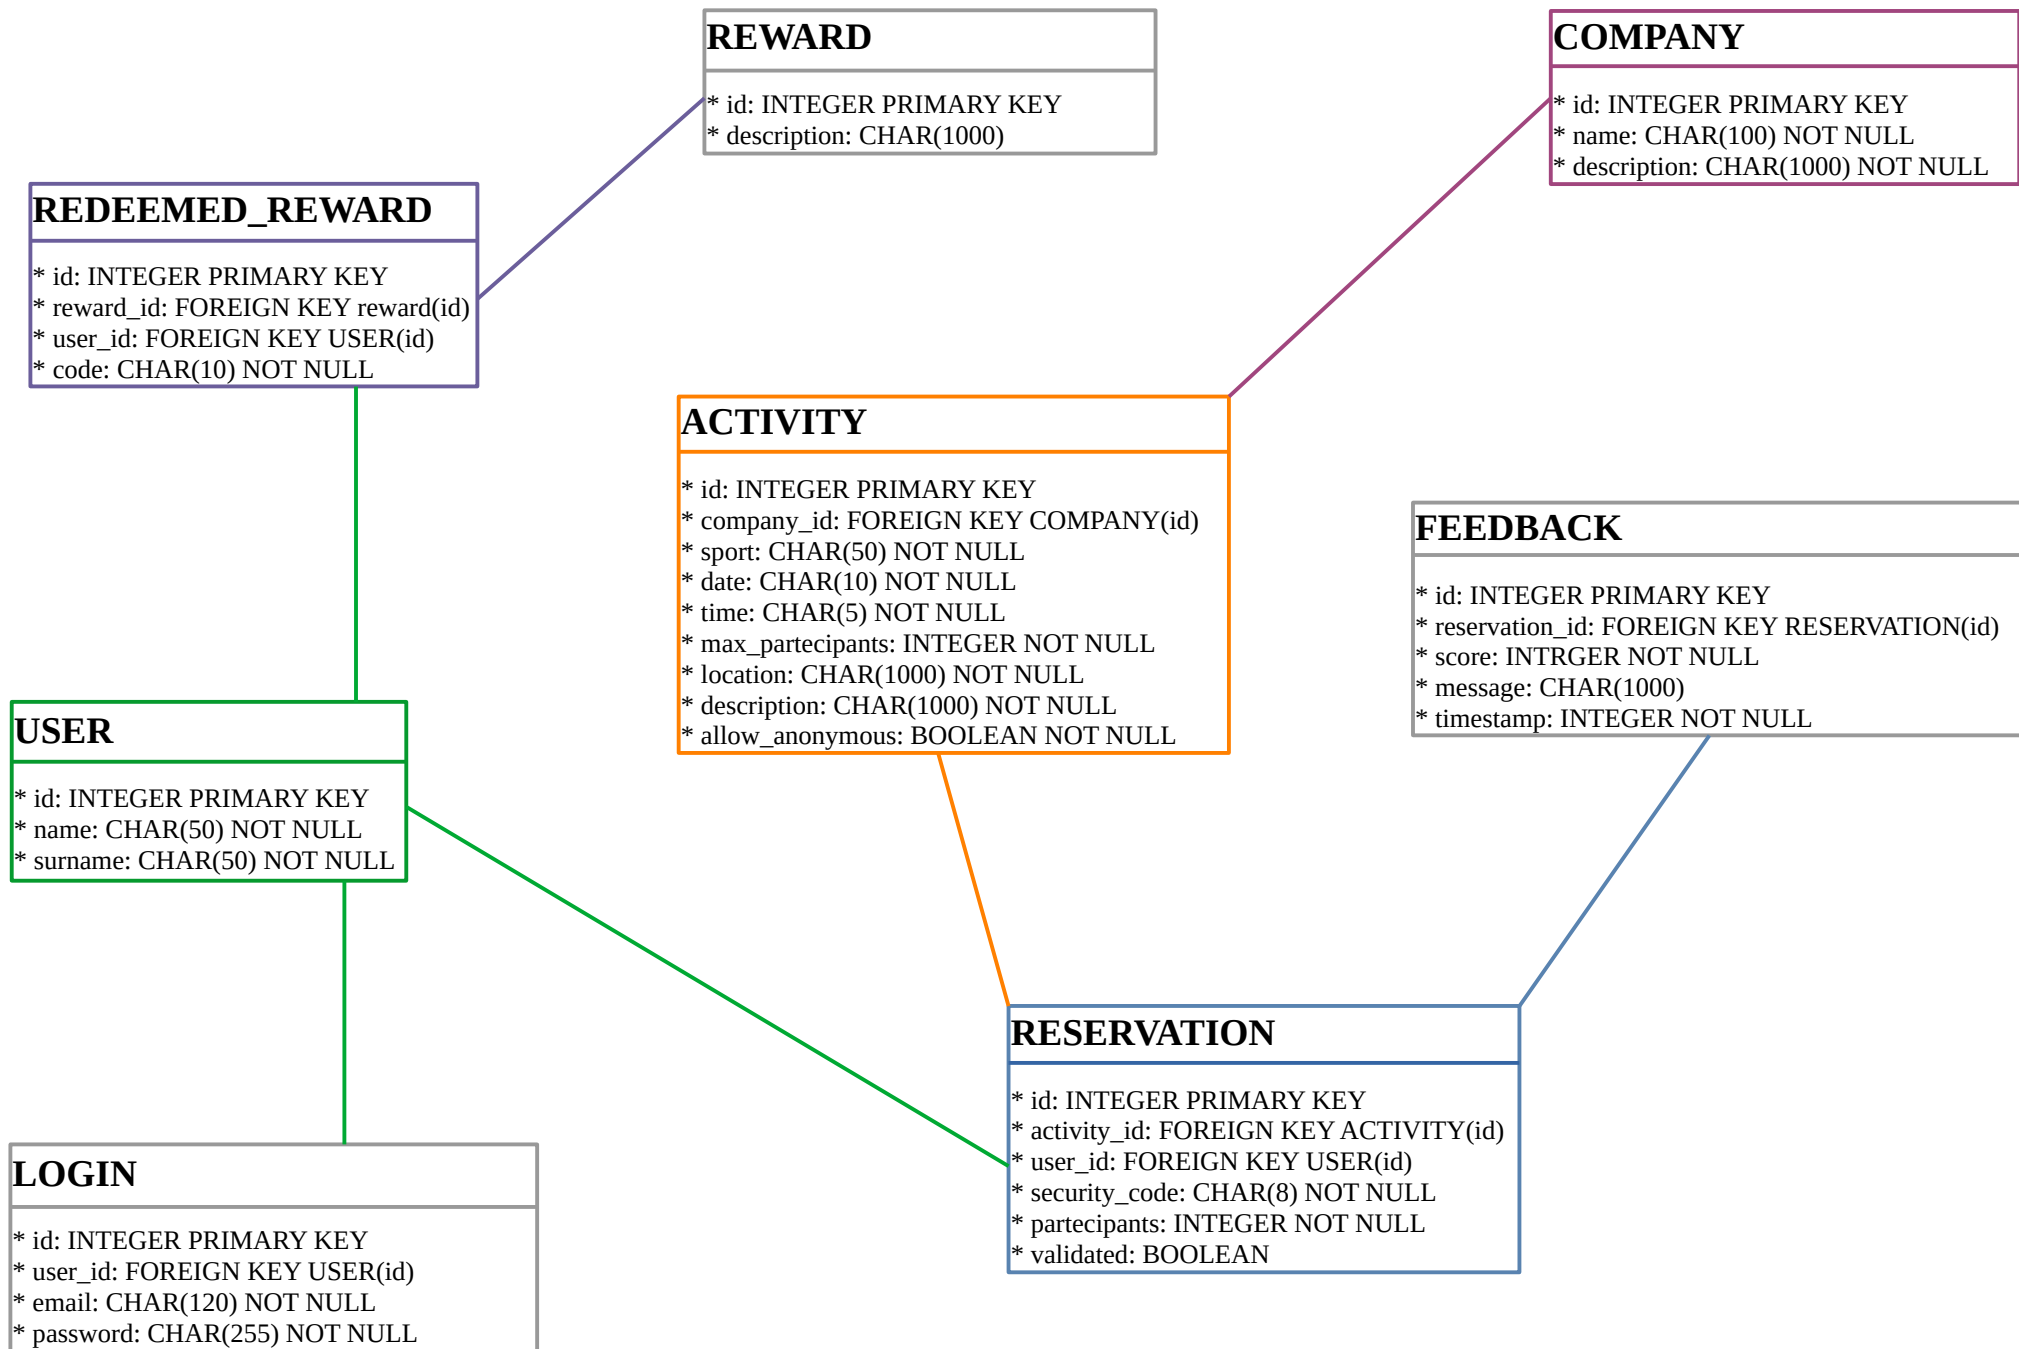 REWARD
* id: INTEGER PRIMARY KEY
* description: CHAR(1000)
COMPANY
* id: INTEGER PRIMARY KEY
* name: CHAR(100) NOT NULL
* description: CHAR(1000) NOT NULL
REDEEMED_REWARD
* id: INTEGER PRIMARY KEY
* reward_id: FOREIGN KEY reward(id)
* user_id: FOREIGN KEY USER(id)
* code: CHAR(10) NOT NULL
ACTIVITY
* id: INTEGER PRIMARY KEY
* company_id: FOREIGN KEY COMPANY(id)
* sport: CHAR(50) NOT NULL
* date: CHAR(10) NOT NULL
* time: CHAR(5) NOT NULL
* max_partecipants: INTEGER NOT NULL
* location: CHAR(1000) NOT NULL
* description: CHAR(1000) NOT NULL
* allow_anonymous: BOOLEAN NOT NULL
FEEDBACK
* id: INTEGER PRIMARY KEY
* reservation_id: FOREIGN KEY RESERVATION(id)
* score: INTRGER NOT NULL
* message: CHAR(1000)
* timestamp: INTEGER NOT NULL
USER
* id: INTEGER PRIMARY KEY
* name: CHAR(50) NOT NULL
* surname: CHAR(50) NOT NULL
RESERVATION
* id: INTEGER PRIMARY KEY
* activity_id: FOREIGN KEY ACTIVITY(id)
* user_id: FOREIGN KEY USER(id)
* security_code: CHAR(8) NOT NULL
* partecipants: INTEGER NOT NULL
* validated: BOOLEAN
LOGIN
* id: INTEGER PRIMARY KEY
* user_id: FOREIGN KEY USER(id)
* email: CHAR(120) NOT NULL
* password: CHAR(255) NOT NULL